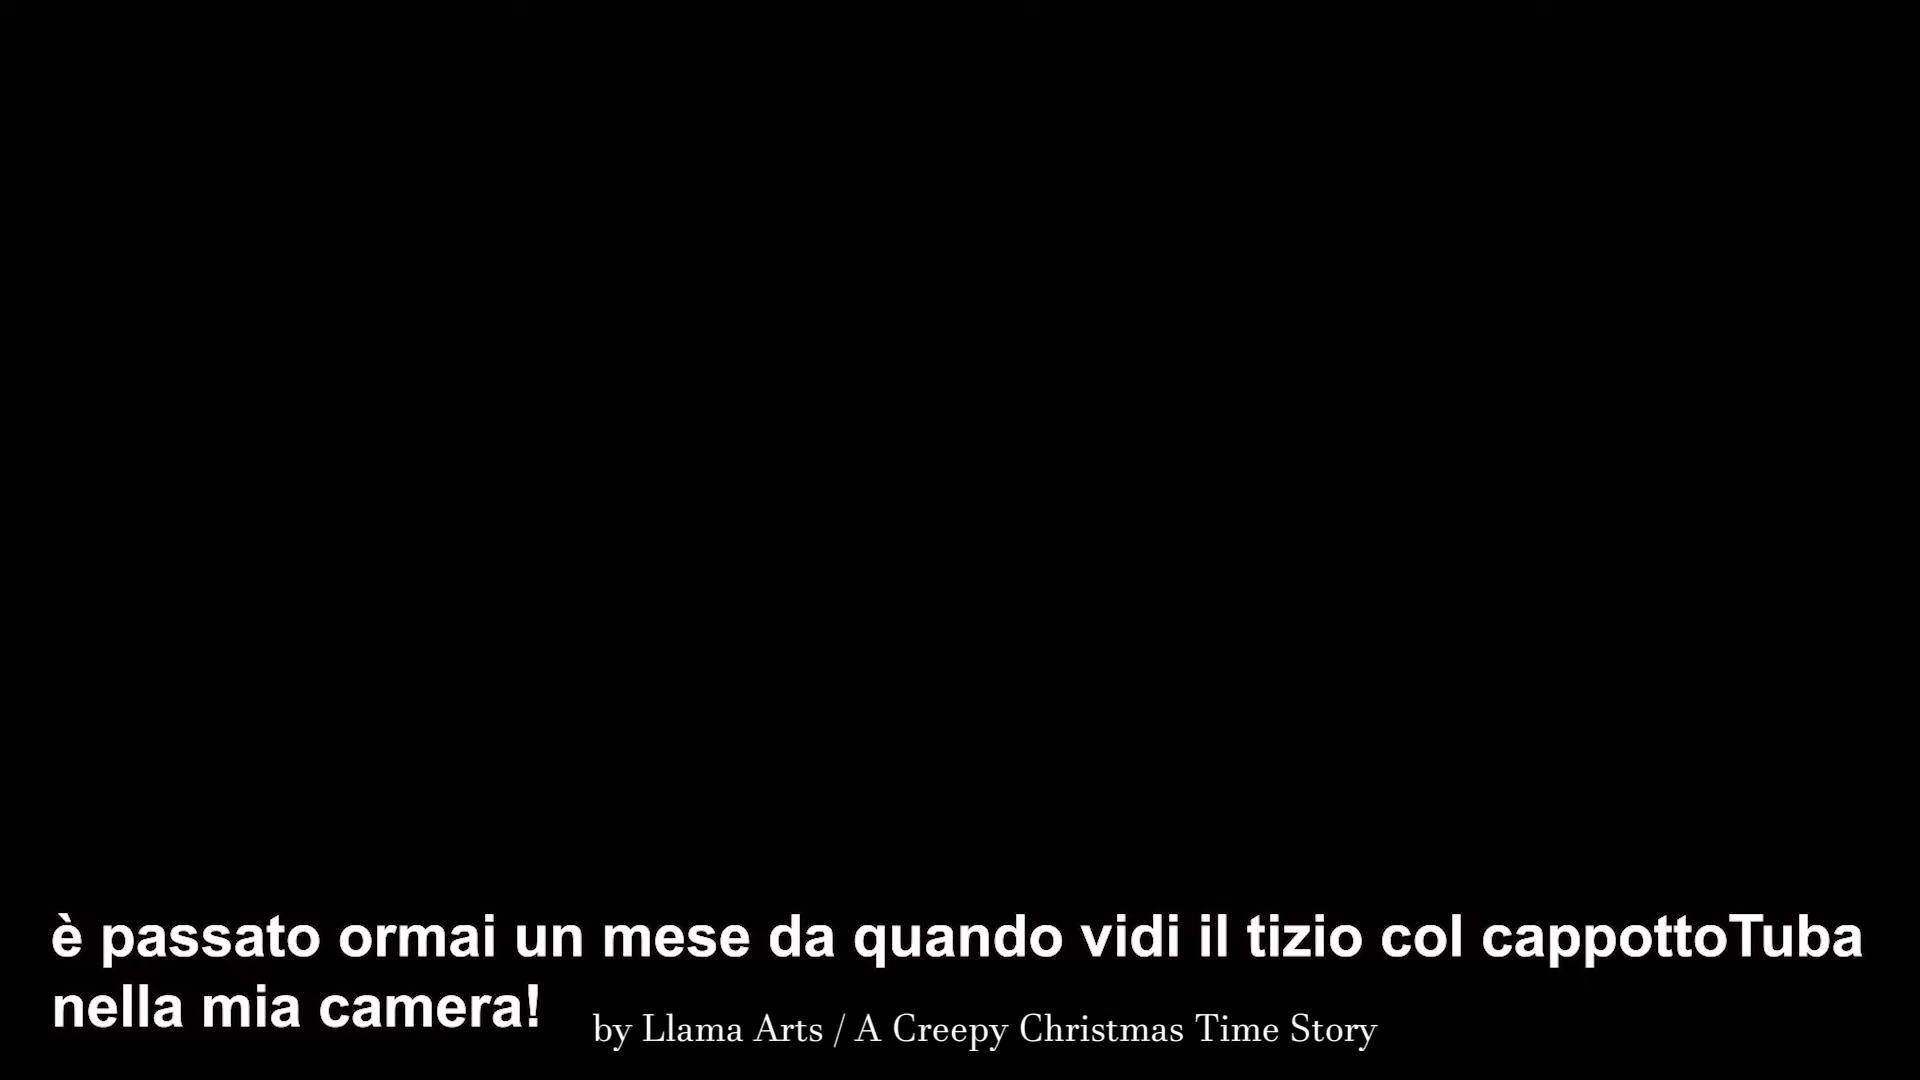 è passato ormai un mese da quando vidi il tizio col cappottoTuba
nella mia camera!
by Llama Arts / A Creepy Christmas Time Story